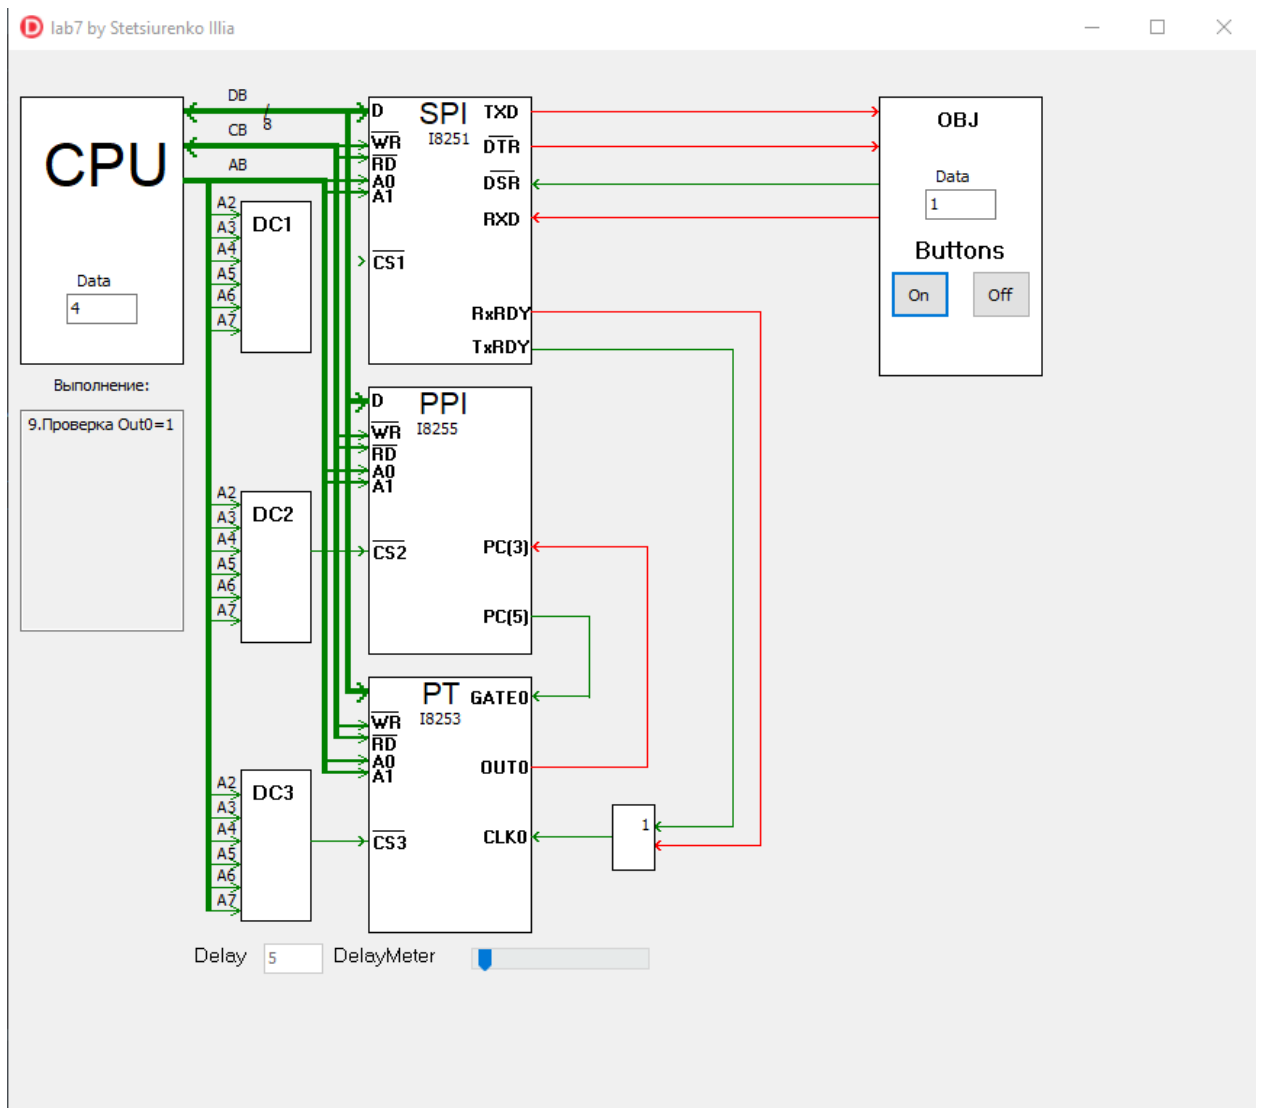 lab7 by Stetsiurenko Illia
CPU
Data
4
Выполнение:
9.Проверка Out0=1
DB
8
CB
AB
A2
A3
A4
A5
A6
A7
DC1
A2
A3
A4
A5
A6
A7
DC2
A2
A3
A4
A5
A6
A7
DC3
D
SPI
I8251
WR
RD
A0
A1
CS1
TXD
DTR
DSR
RXD
RxRDY
TxRDY
D
PPI
I8255
WR
RD
A0
A1
CS2
PC(3)
PC(5)
PT
I8253
WR
RD
A0
A1
CS3
GATE0
OUT0
CLK0
1
OBJ
Data
1
Buttons
On
Off
Delay
5
DelayMeter